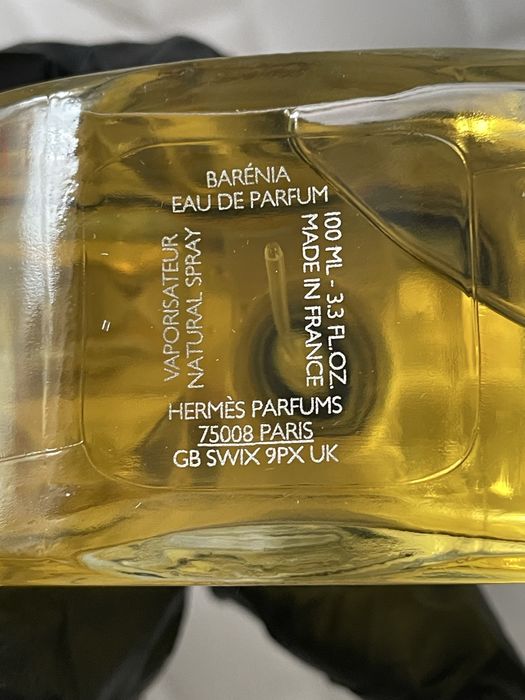 BARÉNIA
EAU DE PARFUM
VAPORISATEUR
NATURAL SPRAY
100 ML - 3.3 FL.OZ.
MADE IN FRANCE
HERMÈS PARFUMS
75008 PARIS
GB SWIX 9PX UK